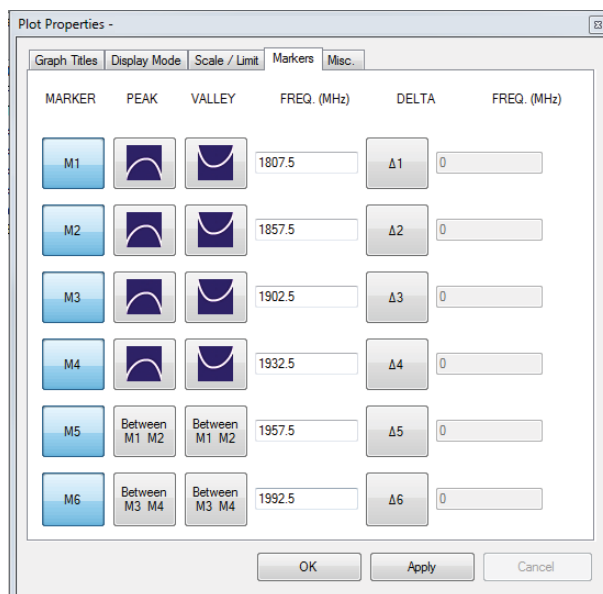 Plot Properties -
Graph Titles Display Mode Scale / Limit Markers Misc.
MARKER PEAK VALLEY FREQ. (MHz) DELTA FREQ. (MHz)
M1 1807.5 Δ1 0
M2 1857.5 Δ2 0
M3 1902.5 Δ3 0
M4 1932.5 Δ4 0
M5 Between M1 M2 Between M1 M2 1957.5 Δ5 0
M6 Between M3 M4 Between M3 M4 1992.5 Δ6 0
OK Apply Cancel